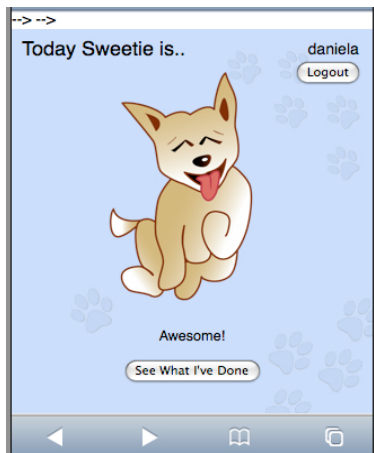 --> -->
Today Sweetie is..
daniela
Logout
Awesome!
See What I've Done